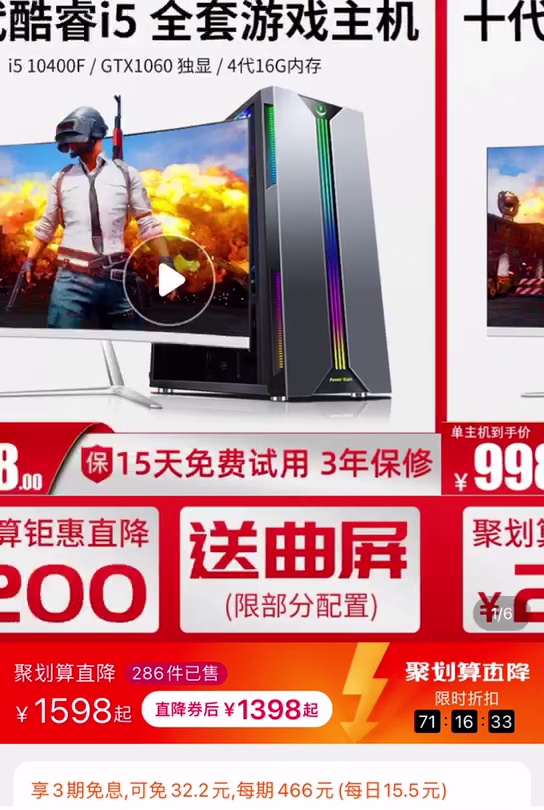 酷睿i5 全套游戏主机
十代
i5 10400F / GTX1060 独显 / 4代16G内存
Power Train
8.00
保 15天免费试用 3年保修
单主机到手价
¥998
算钜惠直降
200
送曲屏
(限部分配置)
聚划算
¥2
1/6
聚划算直降 286件已售
¥1598起 直降券后¥1398起
聚划算直降
限时折扣
71:16:33
享3期免息,可免32.2元,每期466元(每日15.5元)